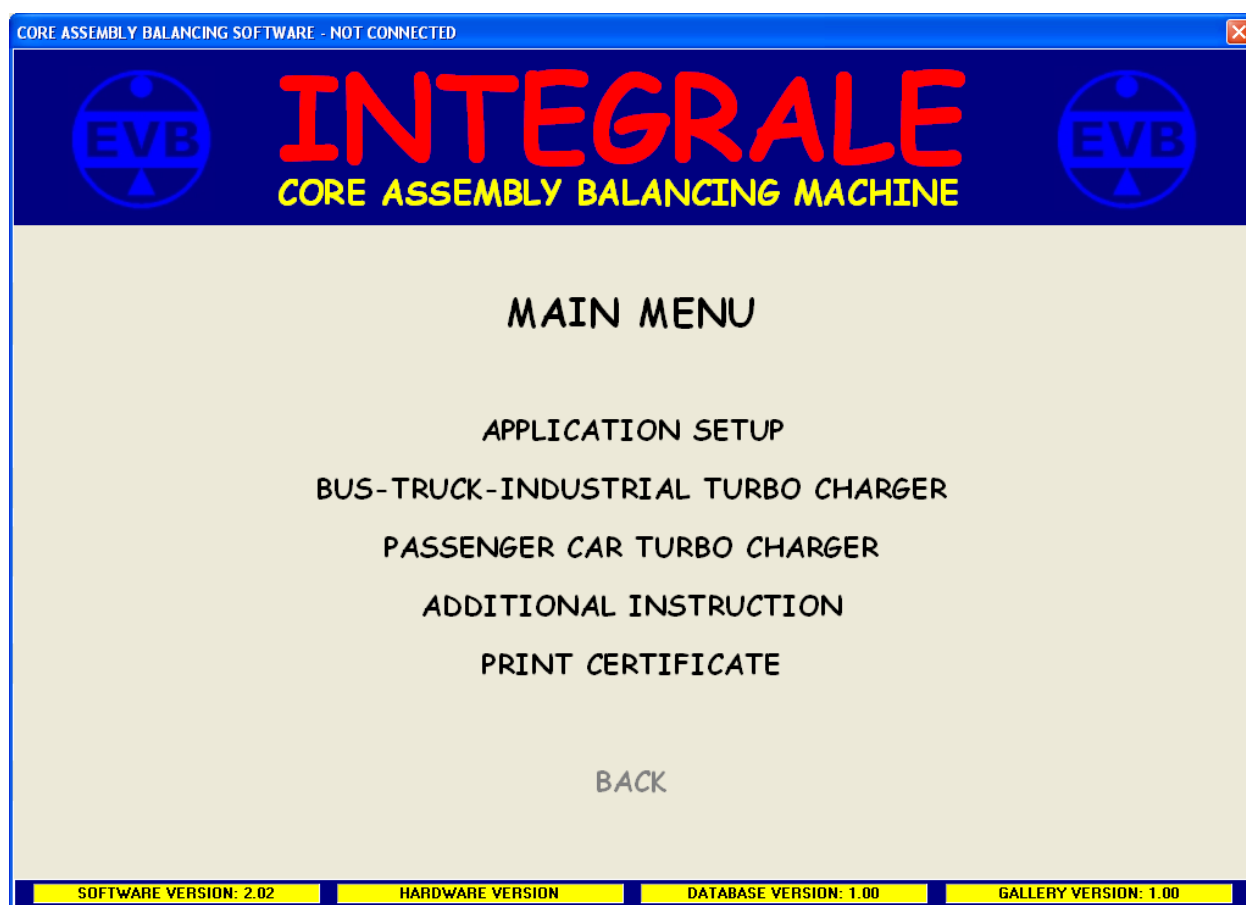 CORE ASSEMBLY BALANCING SOFTWARE - NOT CONNECTED
EVB
INTEGRALE
EVB
CORE ASSEMBLY BALANCING MACHINE
MAIN MENU
APPLICATION SETUP
BUS-TRUCK-INDUSTRIAL TURBO CHARGER
PASSENGER CAR TURBO CHARGER
ADDITIONAL INSTRUCTION
PRINT CERTIFICATE
BACK
SOFTWARE VERSION: 2.02
HARDWARE VERSION
DATABASE VERSION: 1.00
GALLERY VERSION: 1.00